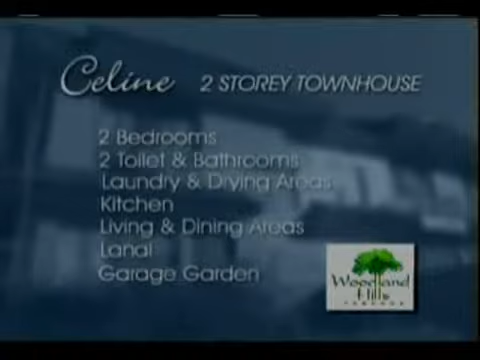 Celine 2 STOREY TOWNHOUSE
2 Bedrooms
2 Toilet & Bathrooms
Laundry & Drying Areas
Kitchen
Living & Dining Areas
Lanai
Garage Garden
Woodland
Hills